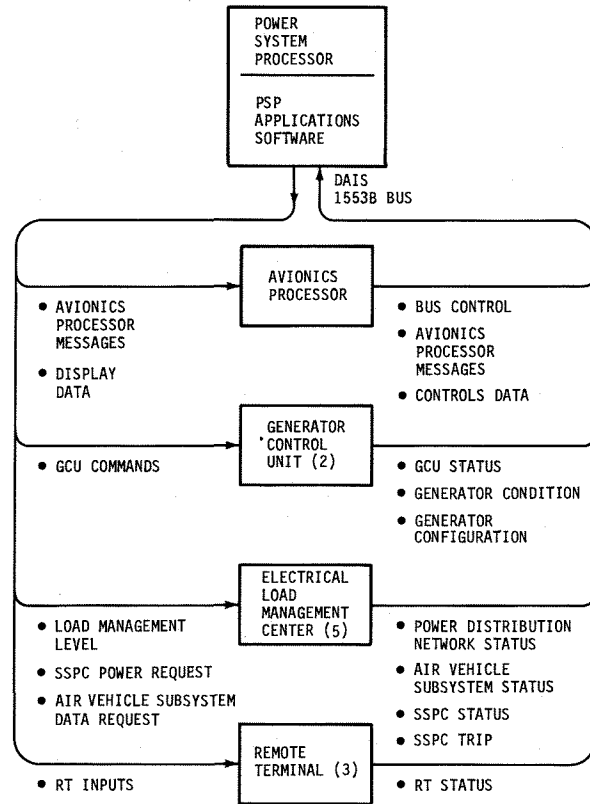 POWER
SYSTEM
PROCESSOR
PSP
APPLICATIONS
SOFTWARE
DAIS
1553B BUS
AVIONICS
PROCESSOR
● AVIONICS
PROCESSOR
MESSAGES
● DISPLAY
DATA
● BUS CONTROL
● AVIONICS
PROCESSOR
MESSAGES
● CONTROLS DATA
GENERATOR
CONTROL
UNIT (2)
● GCU COMMANDS
● GCU STATUS
● GENERATOR CONDITION
● GENERATOR
CONFIGURATION
ELECTRICAL
LOAD
MANAGEMENT
CENTER (5)
● LOAD MANAGEMENT
LEVEL
● SSPC POWER REQUEST
● AIR VEHICLE SUBSYSTEM
DATA REQUEST
● POWER DISTRIBUTION
NETWORK STATUS
● AIR VEHICLE
SUBSYSTEM STATUS
● SSPC STATUS
● SSPC TRIP
REMOTE
TERMINAL (3)
● RT INPUTS
● RT STATUS